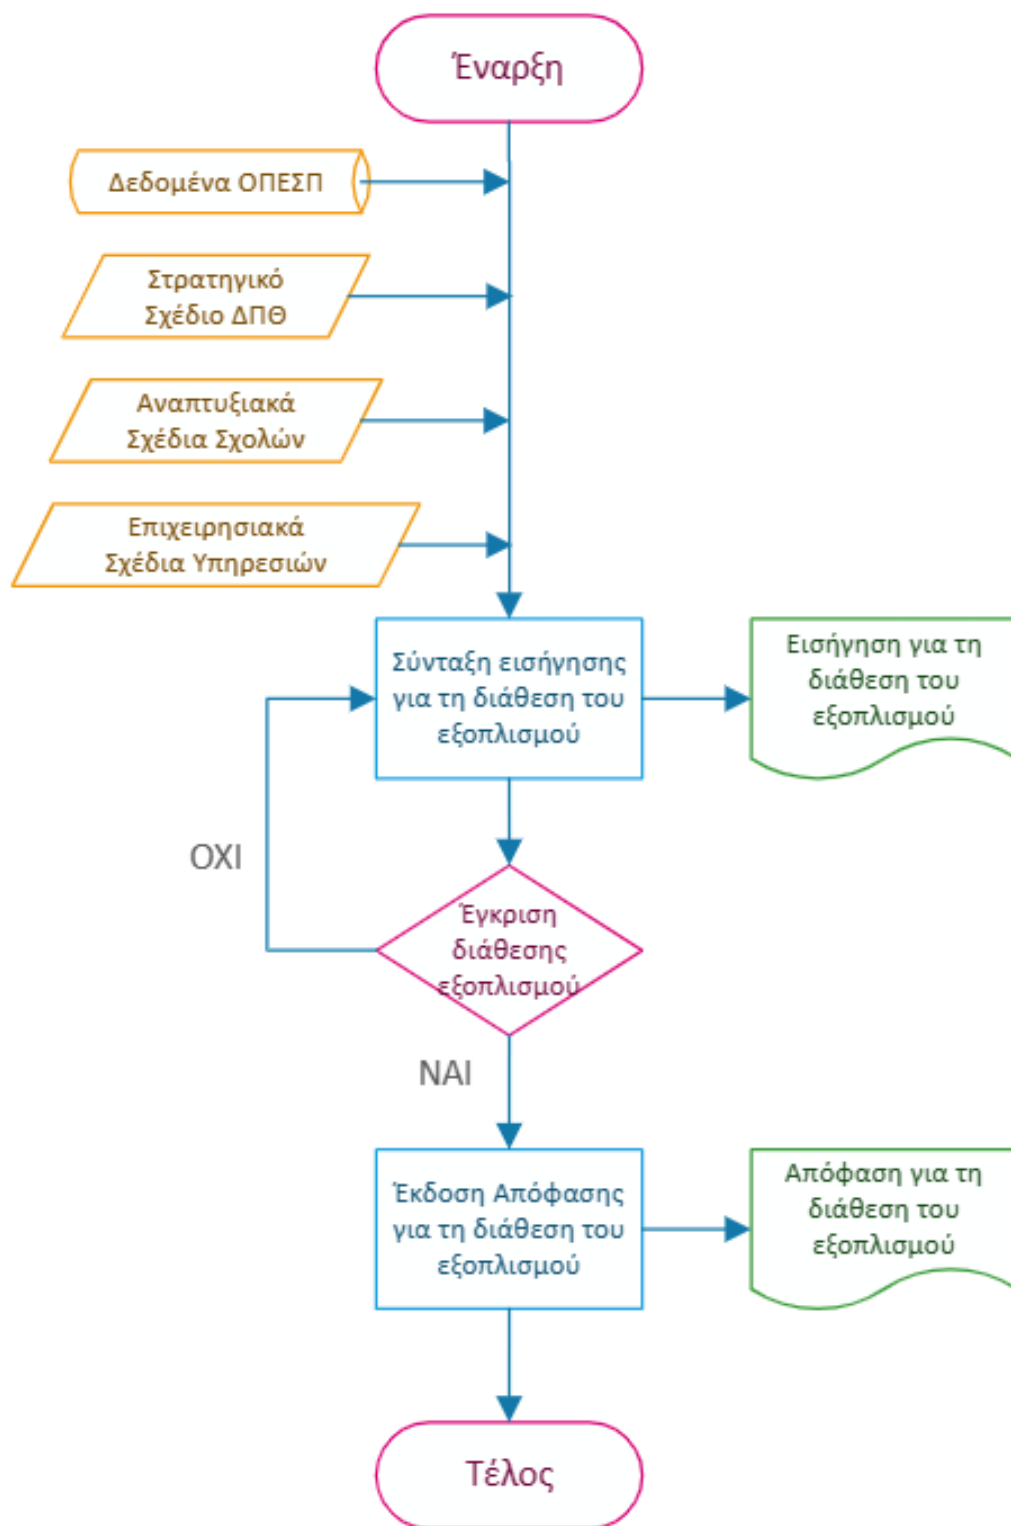 Έναρξη
Δεδομένα ΟΠΕΣΠ
Στρατηγικό
Σχέδιο ΔΠΘ
Αναπτυξιακά
Σχέδια Σχολών
Επιχειρησιακά
Σχέδια Υπηρεσιών
Σύνταξη εισήγησης
για τη διάθεση του
εξοπλισμού
Εισήγηση για τη
διάθεση του
εξοπλισμού
ΟΧΙ
Έγκριση
διάθεσης
εξοπλισμού
ΝΑΙ
Έκδοση Απόφασης
για τη διάθεση του
εξοπλισμού
Απόφαση για τη
διάθεση του
εξοπλισμού
Τέλος